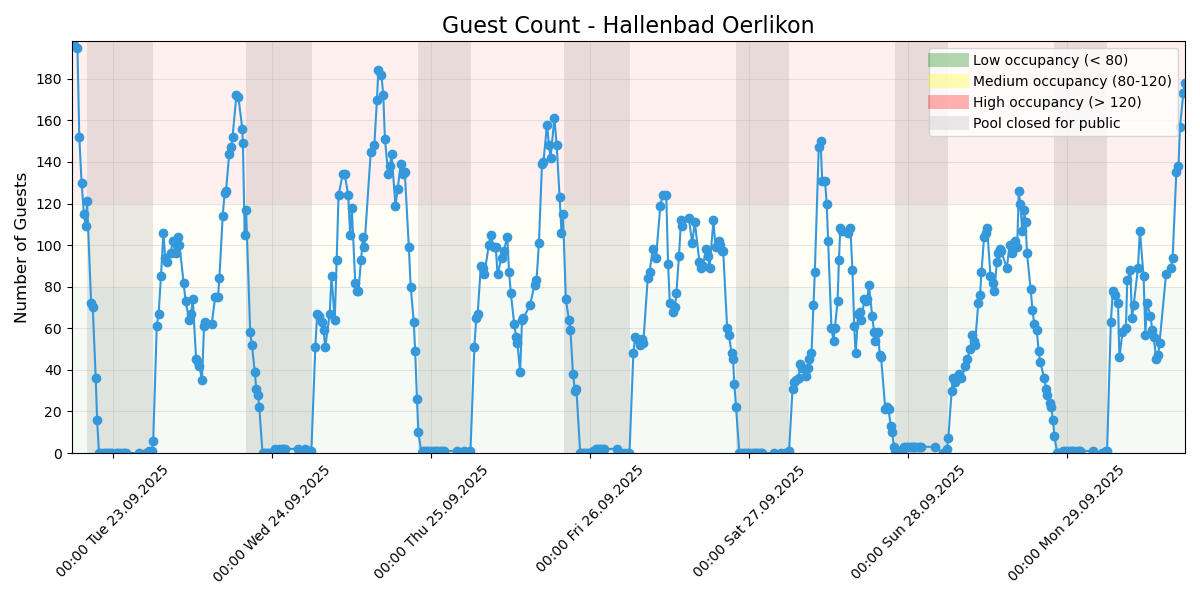 Guest Count - Hallenbad Oerlikon
Number of Guests
180
160
140
120
100
80
60
40
20
0
Low occupancy (< 80)
Medium occupancy (80-120)
High occupancy (> 120)
Pool closed for public
00:00 Tue 23.09.2025
00:00 Wed 24.09.2025
00:00 Thu 25.09.2025
00:00 Fri 26.09.2025
00:00 Sat 27.09.2025
00:00 Sun 28.09.2025
00:00 Mon 29.09.2025